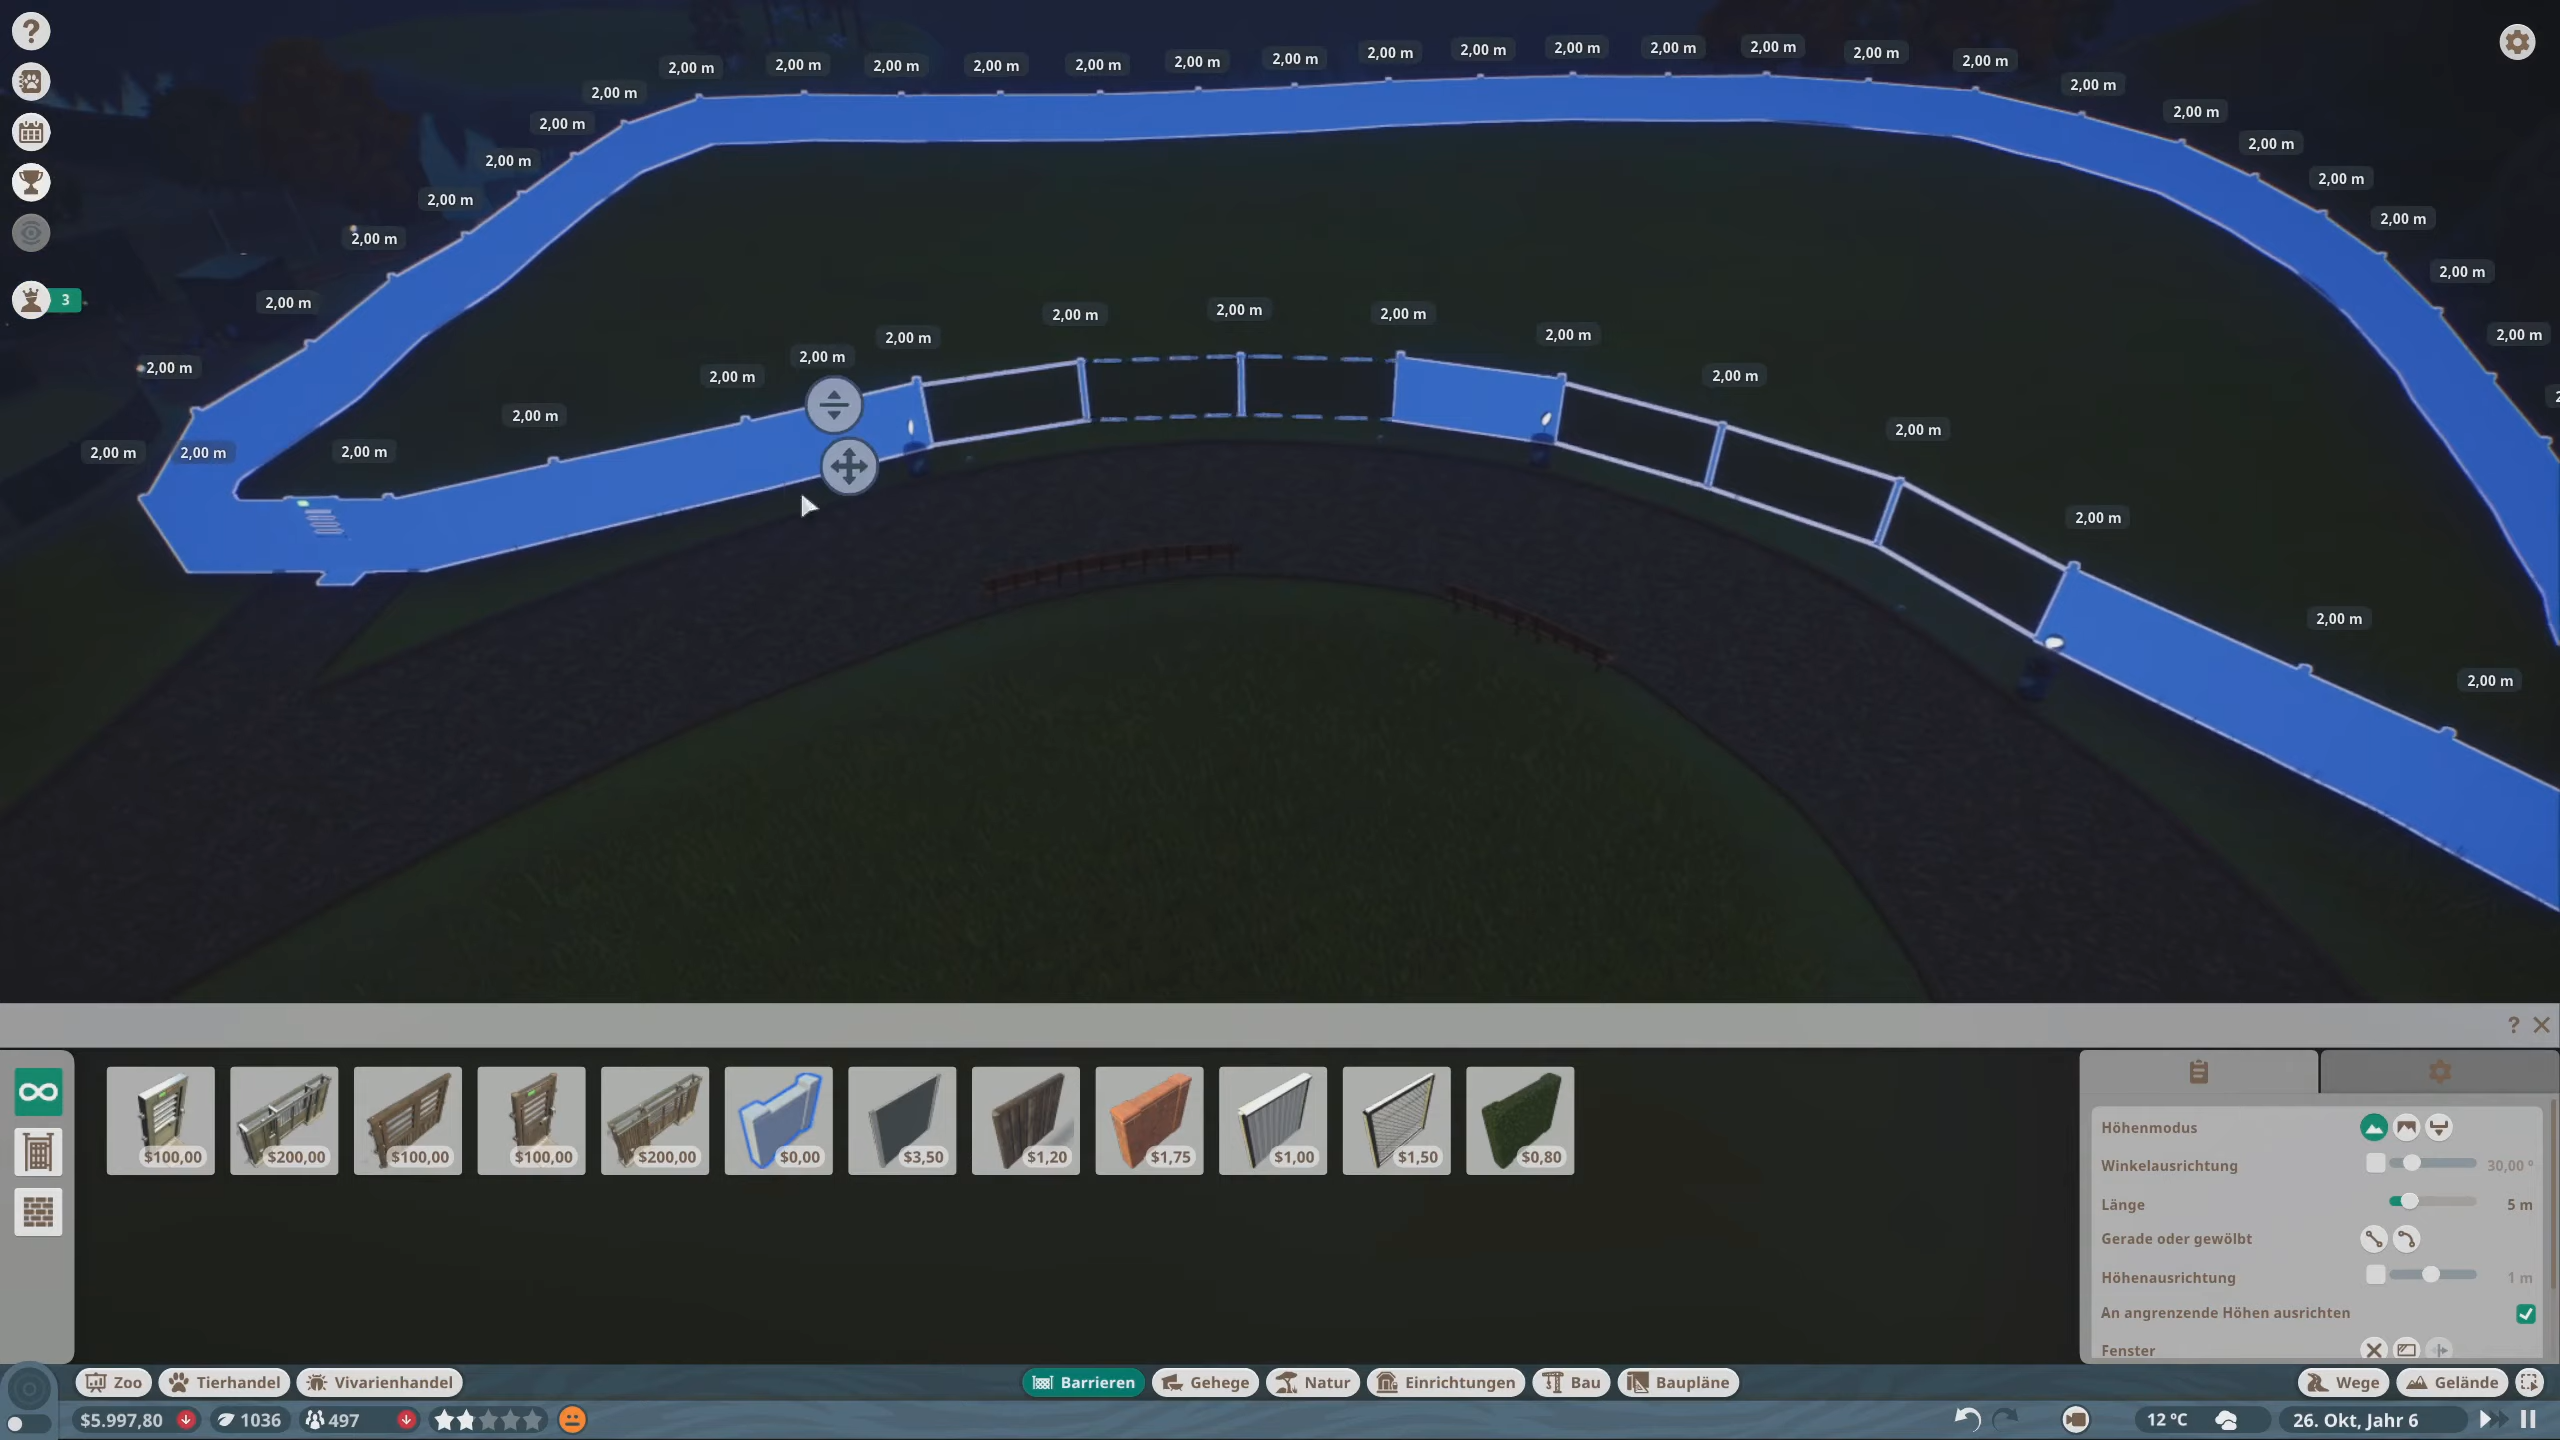 2,00 m 2,00 m 2,00 m 2,00 m 2,00 m 2,00 m 2,00 m 2,00 m 2,00 m 2,00 m 2,00 m 2,00 m 2,00 m 2,00 m
2,00 m 2,00 m
2,00 m 2,00 m
2,00 m 2,00 m
2,00 m 2,00 m
2,00 m 2,00 m
2,00 m 2,00 m
3
2,00 m 2,00 m
2,00 m 2,00 m 2,00 m
2,00 m 2,00 m 2,00 m
2,00 m 2,00 m
2,00 m 2,00 m
2,00 m 2,00 m
2,00 m 2,00 m 2,00 m
2,00 m
2,00 m
2,00 m
?
$100,00 $200,00 $100,00 $100,00 $200,00 $0,00 $3,50 $1,20 $1,75 $1,00 $1,50 $0,80
Höhenmodus
Winkelausrichtung 30,00 °
Länge 5 m
Gerade oder gewölbt
Höhenausrichtung 1 m
An angrenzende Höhen ausrichten
Fenster
Zoo Tierhandel Vivarienhandel Barrieren Gehege Natur Einrichtungen Bau Baupläne Wege Gelände
$5.997,80 1036 497 12 °C 26. Okt, Jahr 6